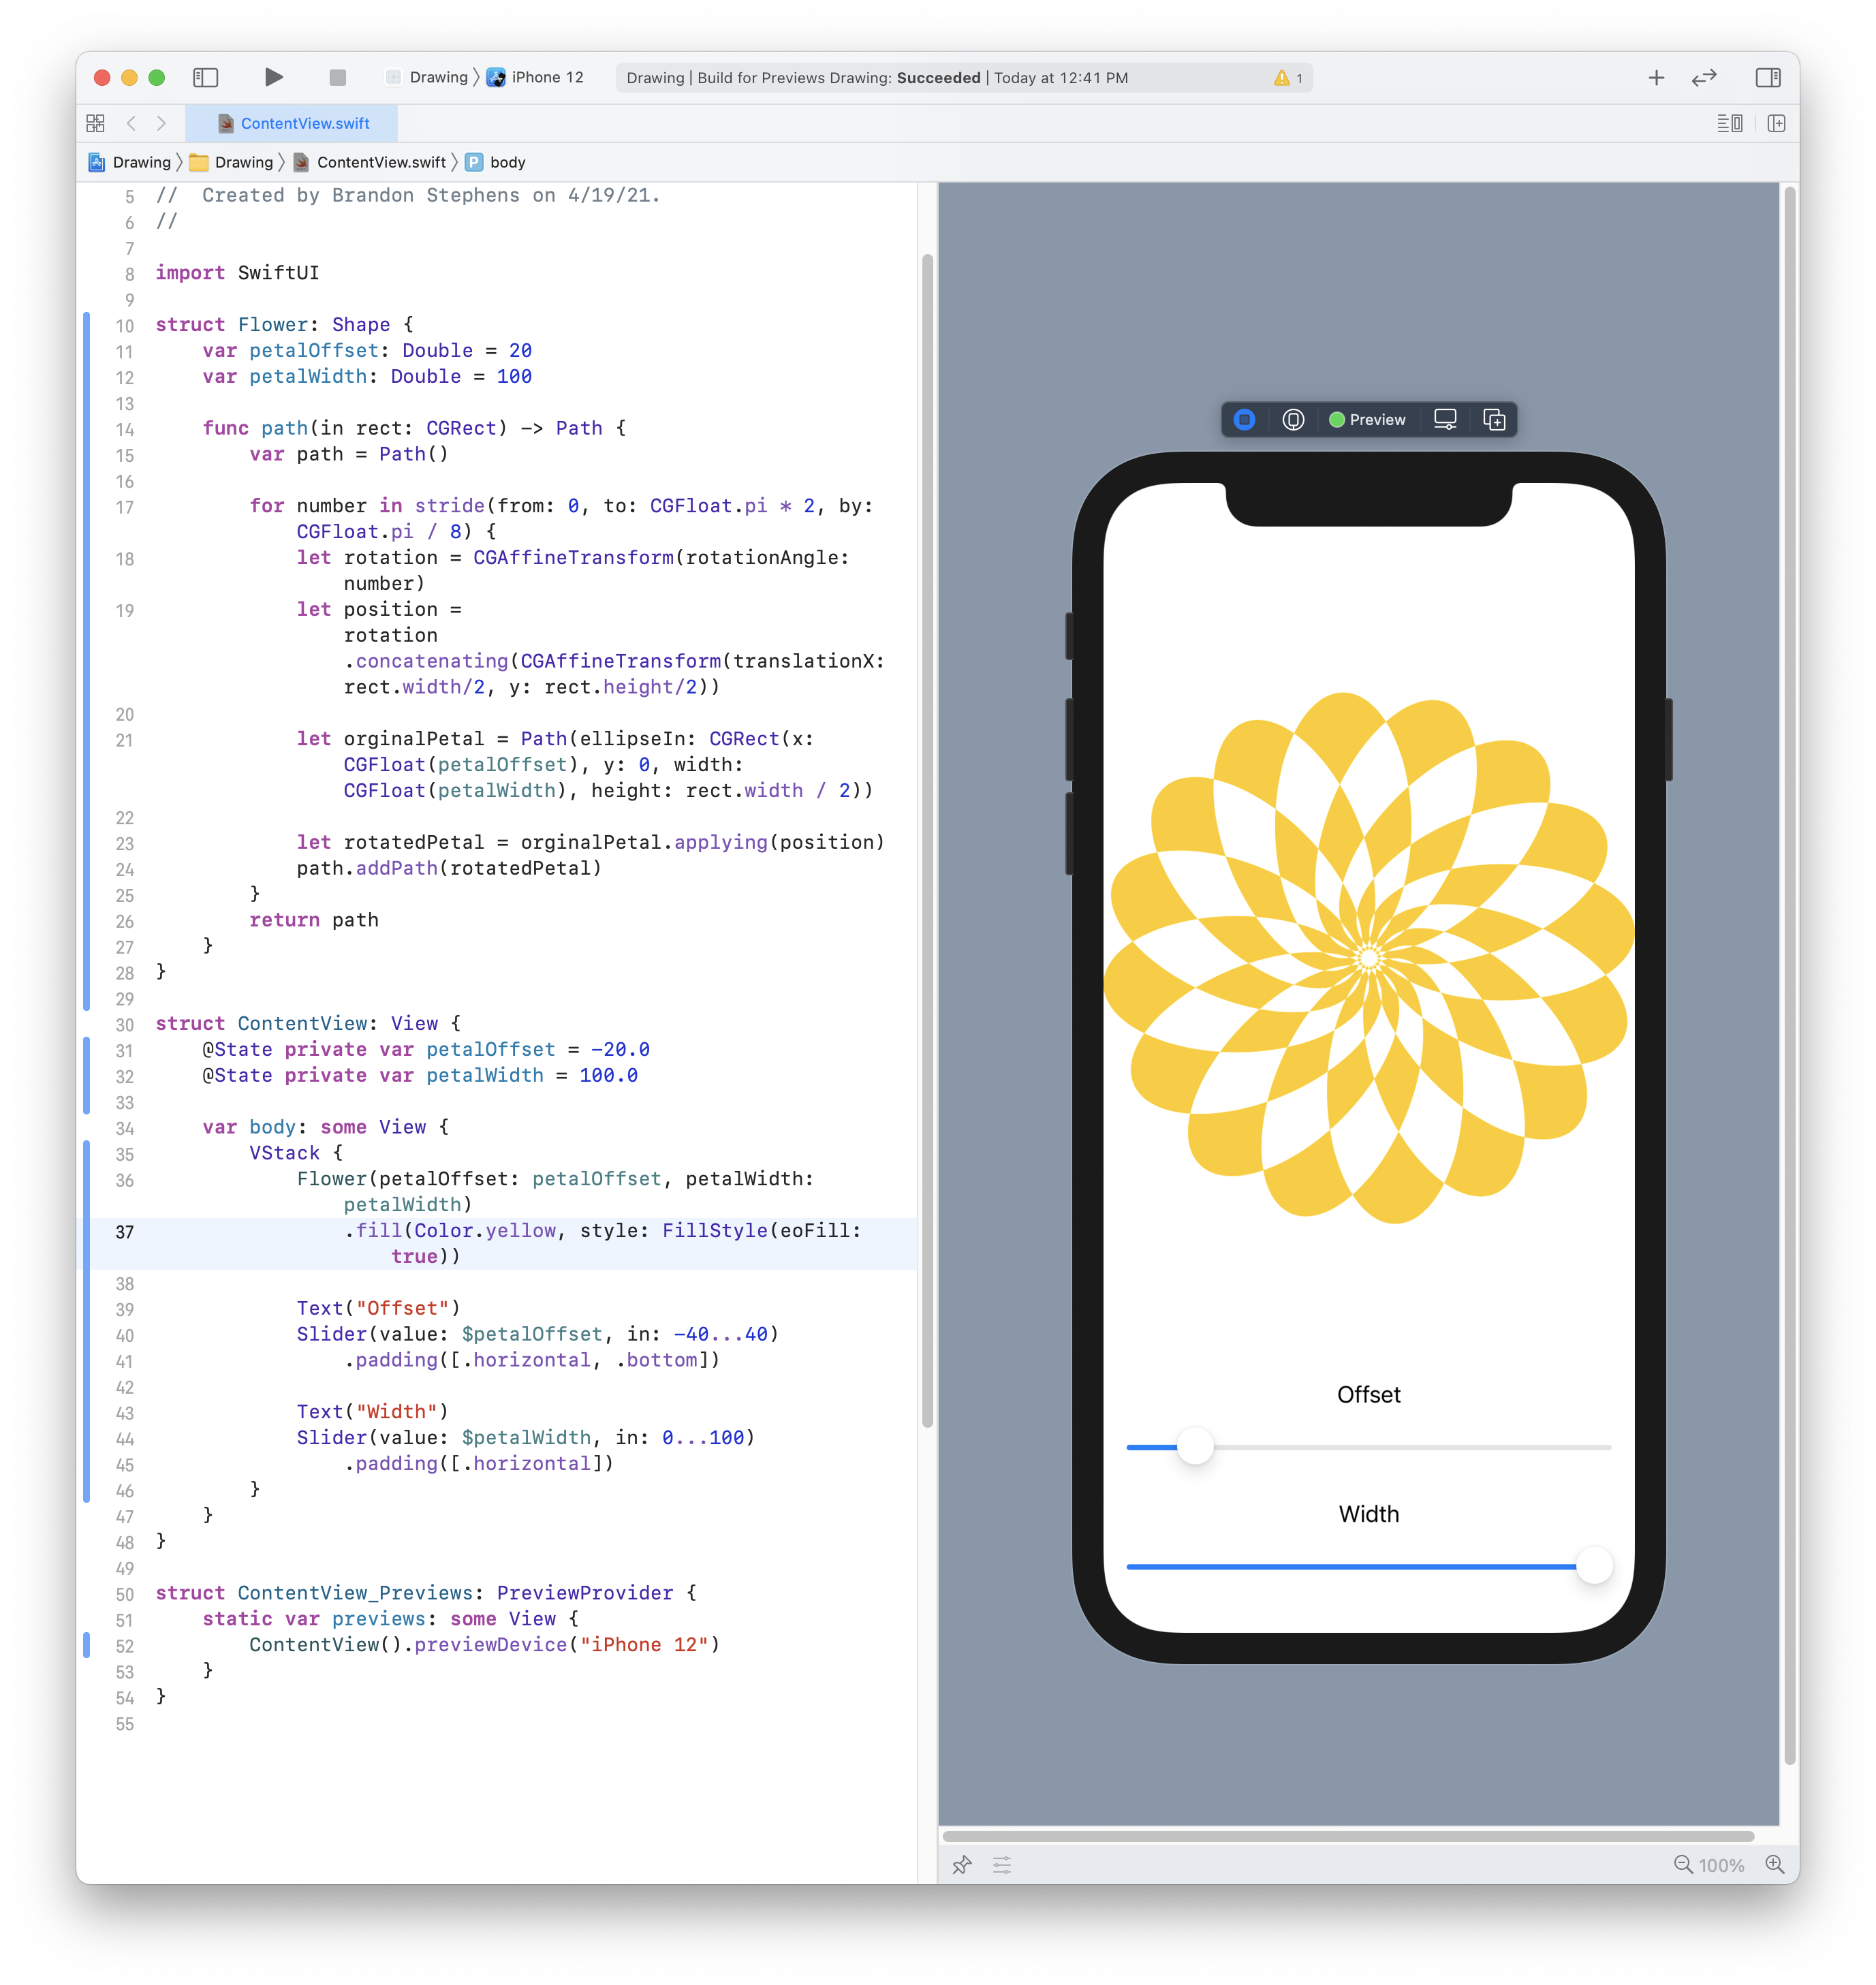 Drawing 〉 iPhone 12
Drawing | Build for Previews Drawing: Succeeded | Today at 12:41 PM
1
ContentView.swift
Drawing 〉 Drawing 〉 ContentView.swift 〉 P body
5 //  Created by Brandon Stephens on 4/19/21.
6 //
7
8 import SwiftUI
9
10 struct Flower: Shape {
11     var petalOffset: Double = 20
12     var petalWidth: Double = 100
13
14     func path(in rect: CGRect) -> Path {
15         var path = Path()
16
17         for number in stride(from: 0, to: CGFloat.pi * 2, by:
            CGFloat.pi / 8) {
18             let rotation = CGAffineTransform(rotationAngle:
                number)
19             let position =
                rotation
                .concatenating(CGAffineTransform(translationX:
                rect.width/2, y: rect.height/2))
20
21             let orginalPetal = Path(ellipseIn: CGRect(x:
                CGFloat(petalOffset), y: 0, width:
                CGFloat(petalWidth), height: rect.width / 2))
22
23             let rotatedPetal = orginalPetal.applying(position)
24             path.addPath(rotatedPetal)
25         }
26         return path
27     }
28 }
29
30 struct ContentView: View {
31     @State private var petalOffset = -20.0
32     @State private var petalWidth = 100.0
33
34     var body: some View {
35         VStack {
36             Flower(petalOffset: petalOffset, petalWidth:
                petalWidth)
37                 .fill(Color.yellow, style: FillStyle(eoFill:
                    true))
38
39             Text("Offset")
40             Slider(value: $petalOffset, in: -40...40)
41                 .padding([.horizontal, .bottom])
42
43             Text("Width")
44             Slider(value: $petalWidth, in: 0...100)
45                 .padding([.horizontal])
46         }
47     }
48 }
49
50 struct ContentView_Previews: PreviewProvider {
51     static var previews: some View {
52         ContentView().previewDevice("iPhone 12")
53     }
54 }
55
Preview
Offset
Width
100%